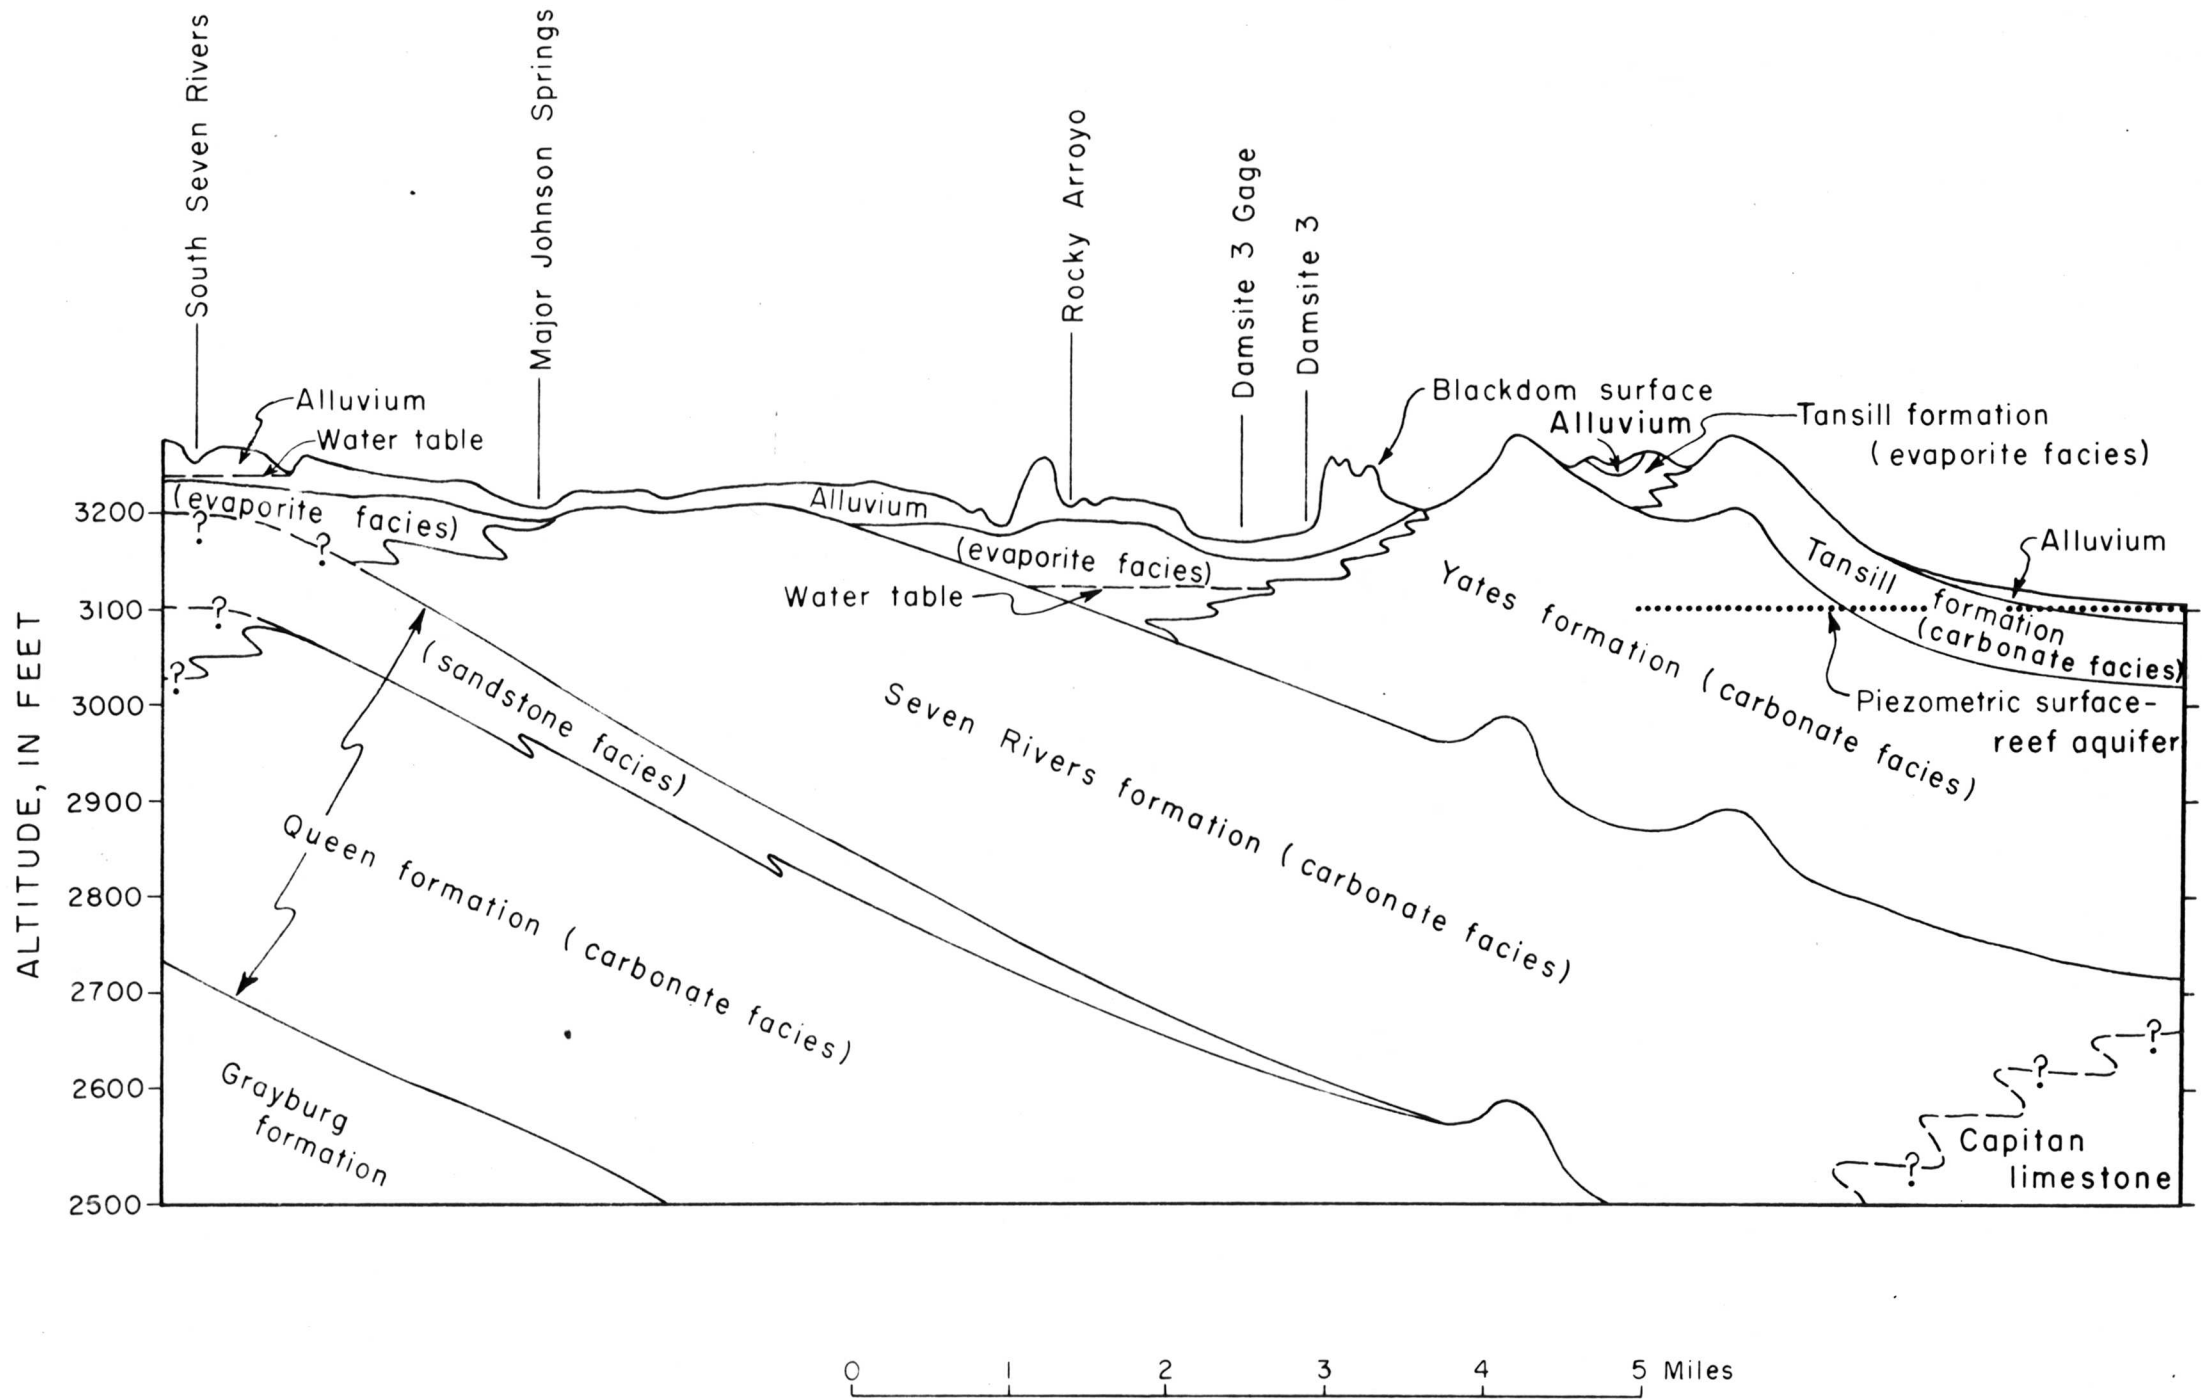 South Seven Rivers
Major Johnson Springs
Rocky Arroyo
Damsite 3 Gage
Damsite 3
Alluvium
Water table
Blackdom surface
Alluvium
Tansill formation
(evaporite facies)
(evaporite facies)
Alluvium
(evaporite facies)
Water table
Alluvium
Tansill
formation
(carbonate facies)
Yates formation (carbonate facies)
Piezometric surface-
reef aquifer
(sandstone facies)
Seven Rivers formation (carbonate facies)
Queen formation (carbonate facies)
Grayburg
formation
Capitan
limestone
?
?
?
?
?
?
?
ALTITUDE, IN FEET
3200
3100
3000
2900
2800
2700
2600
2500
0 1 2 3 4 5 Miles